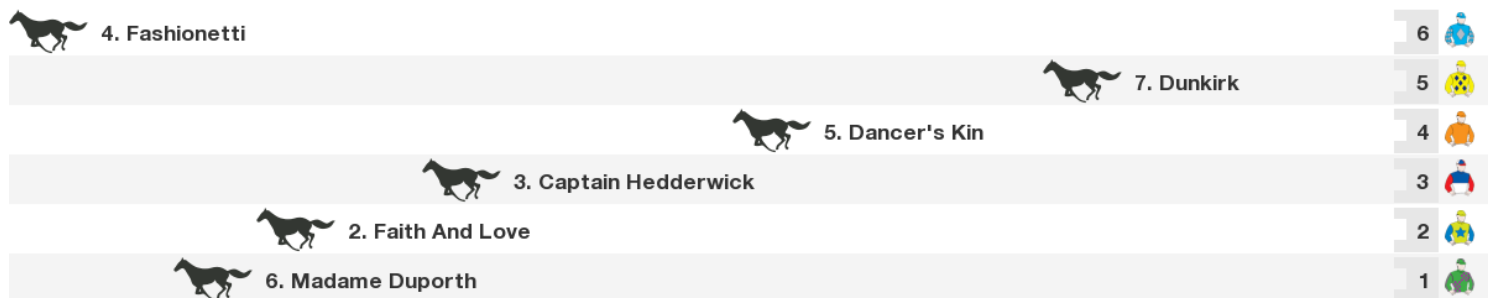 4. Fashionetti 6
7. Dunkirk 5
5. Dancer's Kin 4
3. Captain Hedderwick 3
2. Faith And Love 2
6. Madame Duporth 1